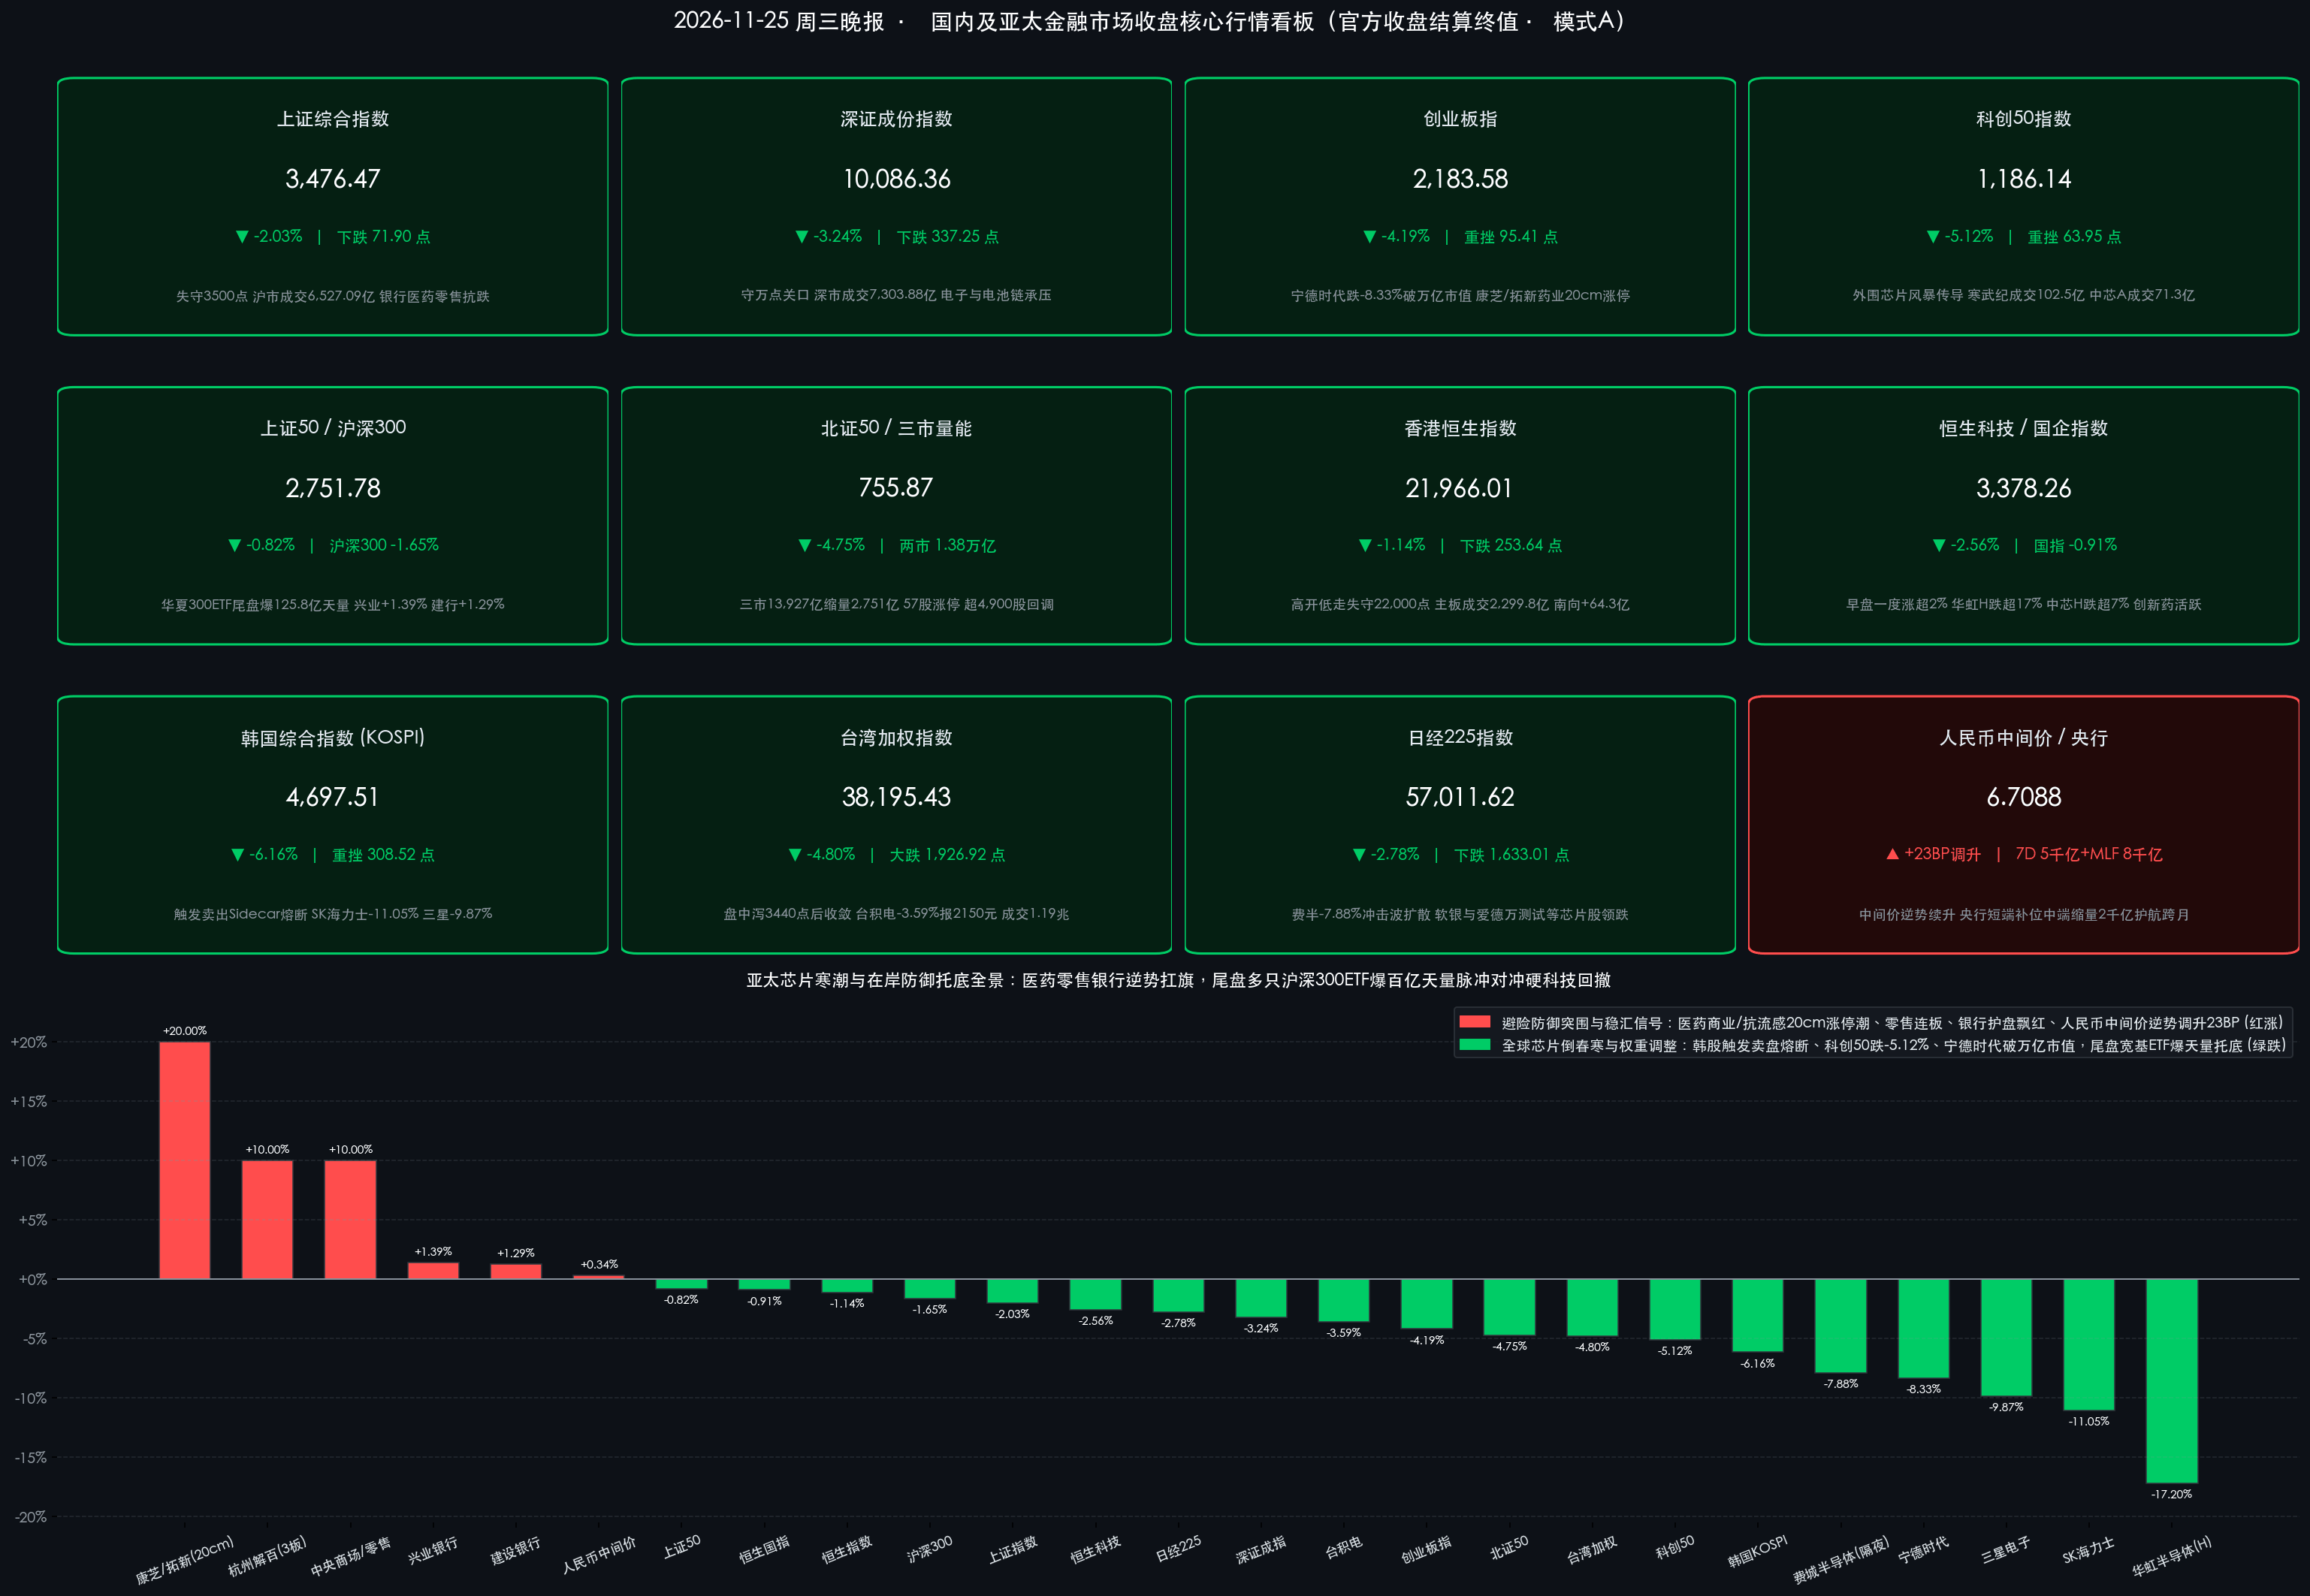 2026-11-25 周三晚报 · 国内及亚太金融市场收盘核心行情看板（官方收盘结算终值 · 模式A）
上证综合指数
3,476.47
▼ -2.03% | 下跌 71.90 点
失守3500点 沪市成交6,527.09亿 银行医药零售抗跌
深证成份指数
10,086.36
▼ -3.24% | 下跌 337.25 点
守万点关口 深市成交7,303.88亿 电子与电池链承压
创业板指
2,183.58
▼ -4.19% | 重挫 95.41 点
宁德时代跌-8.33%破万亿市值 康芝/拓新药业20cm涨停
科创50指数
1,186.14
▼ -5.12% | 重挫 63.95 点
外围芯片风暴传导 寒武纪成交102.5亿 中芯A成交71.3亿
上证50 / 沪深300
2,751.78
▼ -0.82% | 沪深300 -1.65%
华夏300ETF尾盘爆125.8亿天量 兴业+1.39% 建行+1.29%
北证50 / 三市量能
755.87
▼ -4.75% | 两市 1.38万亿
三市13,927亿缩量2,751亿 57股涨停 超4,900股回调
香港恒生指数
21,966.01
▼ -1.14% | 下跌 253.64 点
高开低走失守22,000点 主板成交2,299.8亿 南向+64.3亿
恒生科技 / 国企指数
3,378.26
▼ -2.56% | 国指 -0.91%
早盘一度涨超2% 华虹H跌超17% 中芯H跌超7% 创新药活跃
韩国综合指数 (KOSPI)
4,697.51
▼ -6.16% | 重挫 308.52 点
触发卖出Sidecar熔断 SK海力士-11.05% 三星-9.87%
台湾加权指数
38,195.43
▼ -4.80% | 大跌 1,926.92 点
盘中泻3440点后收敛 台积电-3.59%报2150元 成交1.19兆
日经225指数
57,011.62
▼ -2.78% | 下跌 1,633.01 点
费半-7.88%冲击波扩散 软银与爱德万测试等芯片股领跌
人民币中间价 / 央行
6.7088
▲ +23BP调升 | 7D 5千亿+MLF 8千亿
中间价逆势续升 央行短端补位中端缩量2千亿护航跨月
亚太芯片寒潮与在岸防御托底全景：医药零售银行逆势扛旗，尾盘多只沪深300ETF爆百亿天量脉冲对冲硬科技回撤
避险防御突围与稳汇信号：医药商业/抗流感20cm涨停潮、零售连板、银行护盘飘红、人民币中间价逆势调升23BP (红涨)
全球芯片倒春寒与权重调整：韩股触发卖盘熔断、科创50跌-5.12%、宁德时代破万亿市值，尾盘宽基ETF爆天量托底 (绿跌)
+20%
+15%
+10%
+5%
+0%
-5%
-10%
-15%
-20%
+20.00%
+10.00%
+10.00%
+1.39%
+1.29%
+0.34%
-0.82%
-0.91%
-1.14%
-1.65%
-2.03%
-2.56%
-2.78%
-3.24%
-3.59%
-4.19%
-4.75%
-4.80%
-5.12%
-6.16%
-7.88%
-8.33%
-9.87%
-11.05%
-17.20%
康芝/拓新(20cm)
杭州解百(3板)
中央商场/零售
兴业银行
建设银行
人民币中间价
上证50
恒生国指
恒生指数
沪深300
上证指数
恒生科技
日经225
深证成指
台积电
创业板指
北证50
台湾加权
科创50
韩国KOSPI
费城半导体(隔夜)
宁德时代
三星电子
SK海力士
华虹半导体(H)